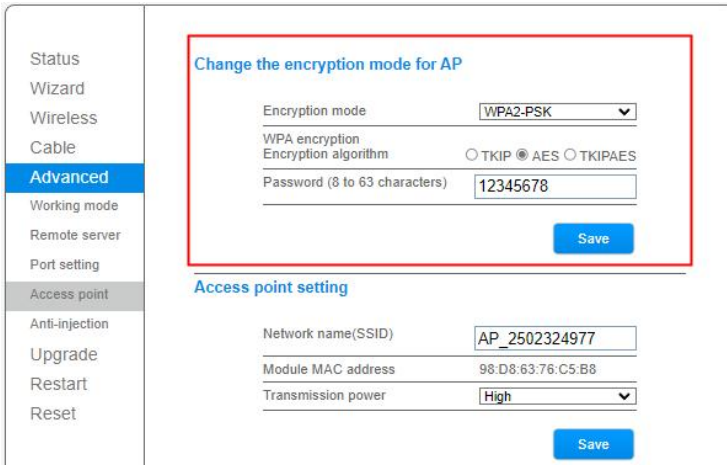 Status
Wizard
Wireless
Cable
Advanced
Working mode
Remote server
Port setting
Access point
Anti-injection
Upgrade
Restart
Reset
Change the encryption mode for AP
Encryption mode WPA2-PSK
WPA encryption
Encryption algorithm TKIP AES TKIPAES
Password (8 to 63 characters) 12345678
Save
Access point setting
Network name(SSID) AP_2502324977
Module MAC address 98:D8:63:76:C5:B8
Transmission power High
Save